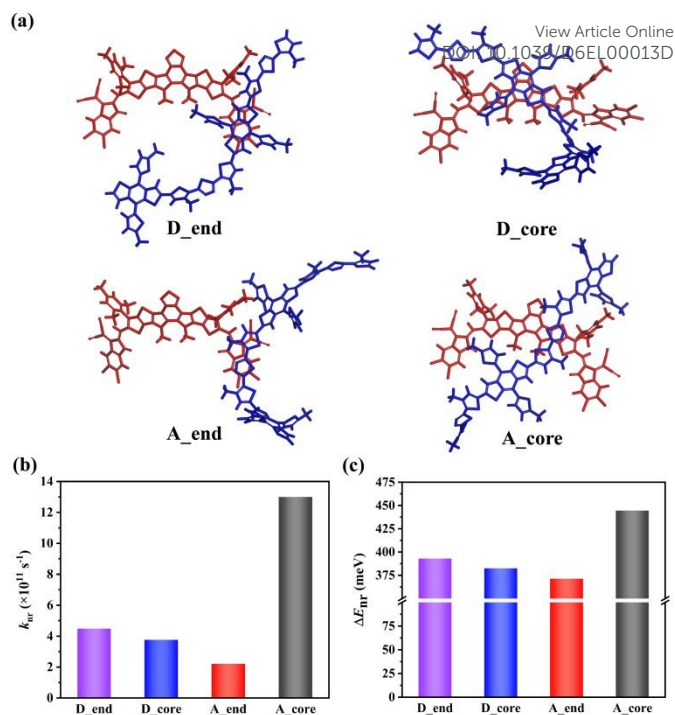 (a)
View Article Online
DOI: 10.1039/D6EL00013D
D_end
D_core
A_end
A_core
(b)
(c)
14
12
10
8
6
4
2
0
k_nr (×10¹¹ s⁻¹)
D_end D_core A_end A_core
475
450
425
400
375
75
50
25
0
ΔE_nr (meV)
D_end D_core A_end A_core